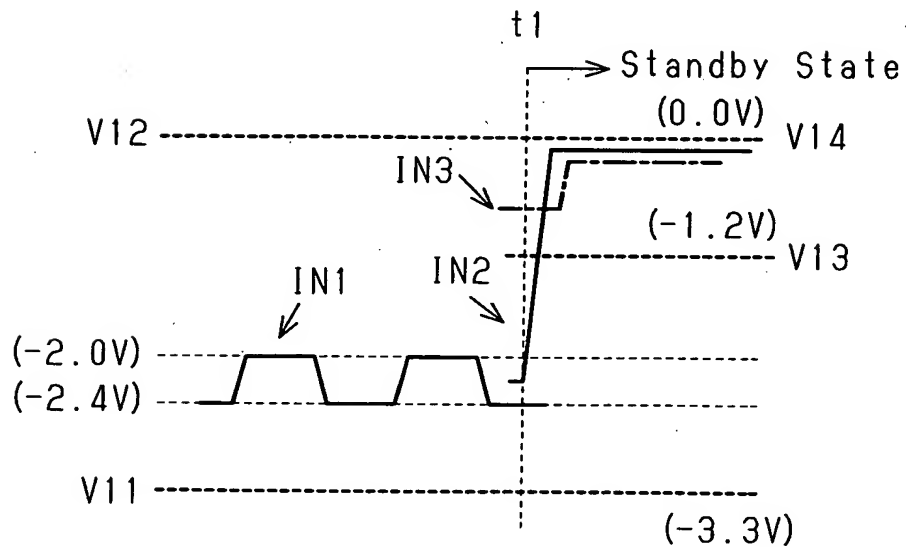 t1
Standby State
(0.0V)
V12
V14
IN3
(-1.2V)
V13
IN2
IN1
(-2.0V)
(-2.4V)
V11
(-3.3V)